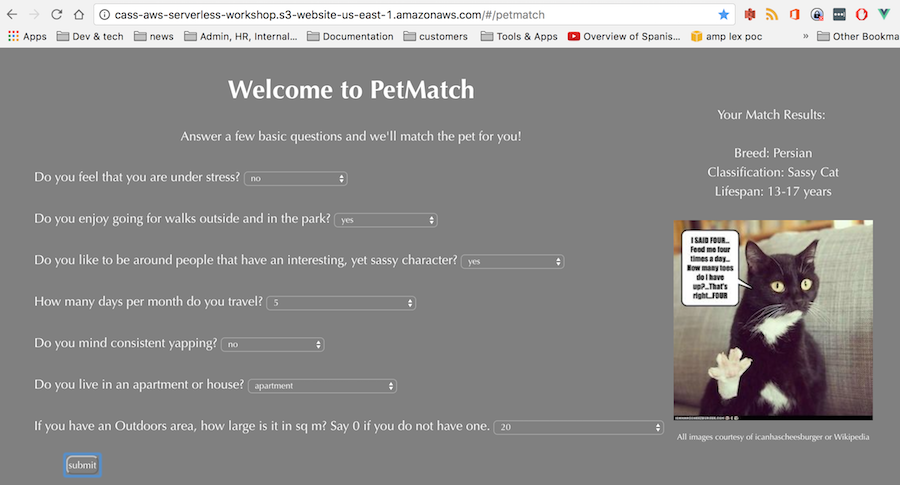 cass-aws-serverless-workshop.s3-website-us-east-1.amazonaws.com/#/petmatch
Apps Dev & tech news Admin, HR, Internal... Documentation customers Tools & Apps Overview of Spanis... amp lex poc » Other Bookma
Welcome to PetMatch
Answer a few basic questions and we'll match the pet for you!
Do you feel that you are under stress? no
Do you enjoy going for walks outside and in the park? yes
Do you like to be around people that have an interesting, yet sassy character? yes
How many days per month do you travel? 5
Do you mind consistent yapping? no
Do you live in an apartment or house? apartment
If you have an Outdoors area, how large is it in sq m? Say 0 if you do not have one. 20
submit
Your Match Results:
Breed: Persian
Classification: Sassy Cat
Lifespan: 13-17 years
I SAID FOUR...
Feed me four
times a day...
How many toes
do I have
up?...That's
right...FOUR
All images courtesy of icanhascheesburger or Wikipedia